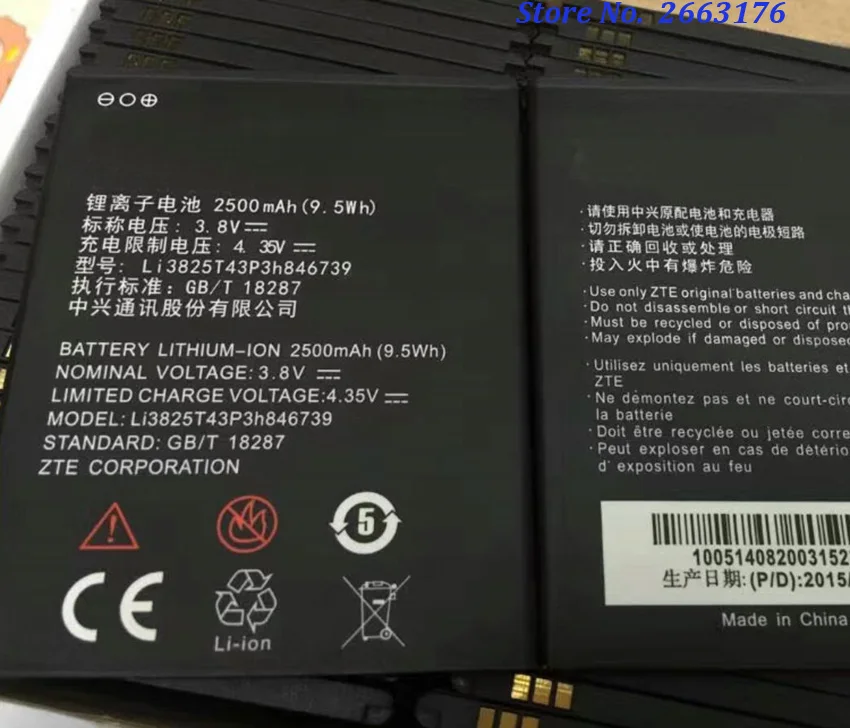 Store No. 2663176
锂离子电池 2500mAh(9.5Wh)
标称电压: 3.8V
充电限制电压: 4.35V
型号: Li3825T43P3h846739
执行标准: GB/T 18287
中兴通讯股份有限公司
BATTERY LITHIUM-ION 2500mAh(9.5Wh)
NOMINAL VOLTAGE:3.8V
LIMITED CHARGE VOLTAGE:4.35V
MODEL: Li3825T43P3h846739
STANDARD: GB/T 18287
ZTE CORPORATION
5
CE
Li-ion
·请使用中兴原配电池和充电器
·切勿拆卸电池或使电池的电极短路
·请正确回收或处理
·投入火中有爆炸危险
·Use only ZTE original batteries and cha
·Do not disassemble or short circuit th
·Must be recycled or disposed of pro
·May explode if damaged or dispose
·Utilisez uniquement les batteries et
ZTE
·Ne démontez pas et ne court-circ
la batterie
·Doit être recyclée ou jetée corre
·Peut exploser en cas de détério
d' exposition au feu
10051408200315​2
生产日期:(P/D):2015/
Made in China